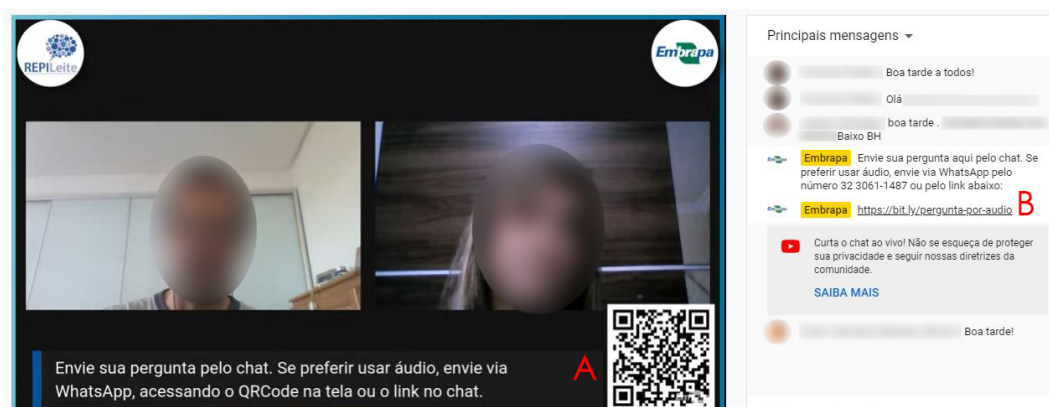 REPILeite
Embrapa
Envie sua pergunta pelo chat. Se preferir usar áudio, envie via
WhatsApp, acessando o QRCode na tela ou o link no chat.
A
Principais mensagens
Boa tarde a todos!
Olá
boa tarde .
Baixo BH
Embrapa Envie sua pergunta aqui pelo chat. Se
preferir usar áudio, envie via WhatsApp pelo
número 32 3061-1487 ou pelo link abaixo:
Embrapa https://bit.ly/pergunta-por-audio B
Curta o chat ao vivo! Não se esqueça de proteger
sua privacidade e seguir nossas diretrizes da
comunidade.
SAIBA MAIS
Boa tarde!